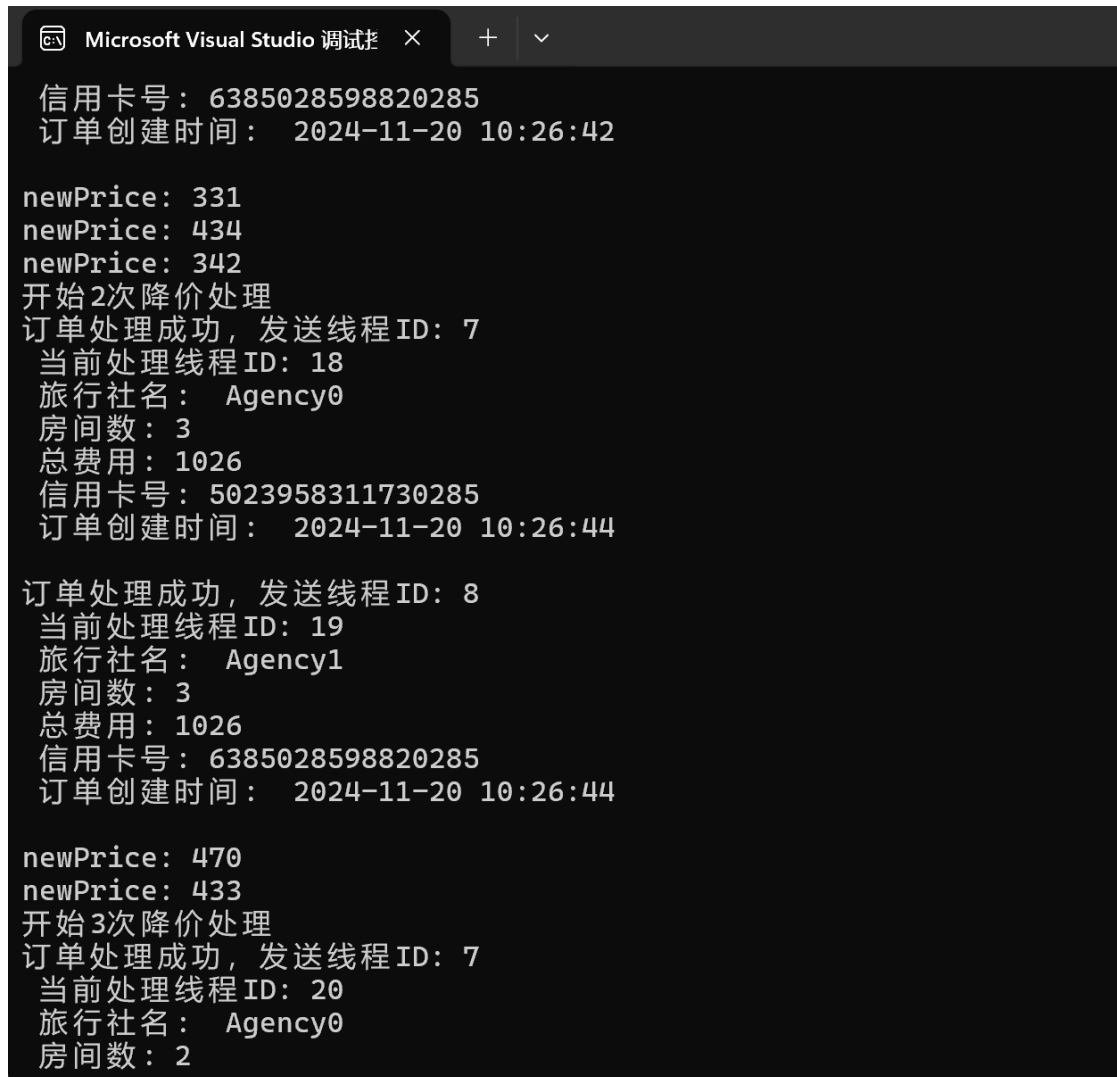 Microsoft Visual Studio 调试
信用卡号: 6385028598820285
订单创建时间:  2024-11-20 10:26:42
newPrice: 331
newPrice: 434
newPrice: 342
开始2次降价处理
订单处理成功, 发送线程ID: 7
当前处理线程ID: 18
旅行社名:  Agency0
房间数: 3
总费用: 1026
信用卡号: 5023958311730285
订单创建时间:  2024-11-20 10:26:44
订单处理成功, 发送线程ID: 8
当前处理线程ID: 19
旅行社名:  Agency1
房间数: 3
总费用: 1026
信用卡号: 6385028598820285
订单创建时间:  2024-11-20 10:26:44
newPrice: 470
newPrice: 433
开始3次降价处理
订单处理成功, 发送线程ID: 7
当前处理线程ID: 20
旅行社名:  Agency0
房间数: 2